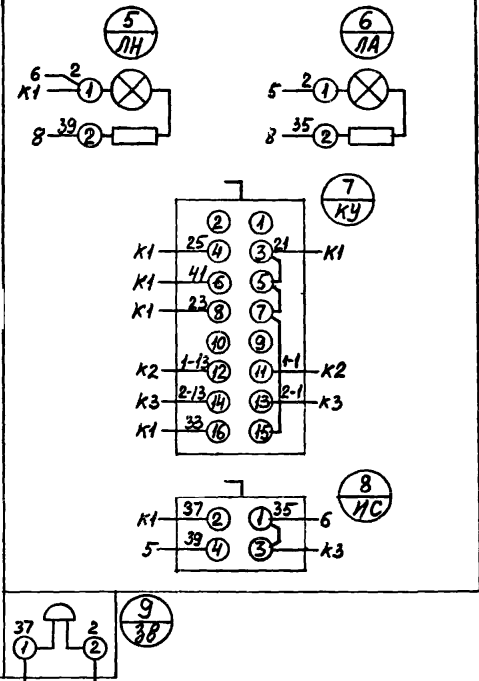 5
ЛН
6
ЛА
6 2
К1 1
8 39 2
5 2 1
8 35 2
7
КУ
2 1
К1 25 4 3 21 К1
К1 41 6 5
К1 23 8 7
10 9
К2 1-13 12 11 1-1 К2
К3 2-13 14 13 2-1 К3
К1 33 16 15
8
ИС
К1 37 2 1 35 6
5 39 4 3 К3
9
ЗВ
37 2
1 2